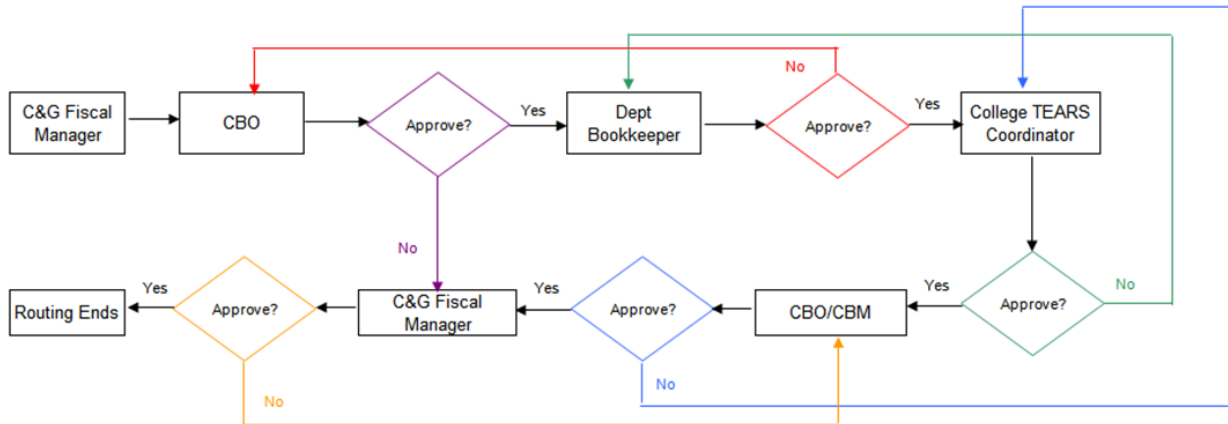 No
C&G Fiscal
Manager
CBO
Approve?
Yes
Dept
Bookkeeper
Approve?
Yes
College TEARS
Coordinator
No
Routing Ends
Yes
Approve?
C&G Fiscal
Manager
Yes
Approve?
CBO/CBM
Yes
Approve?
No
No
No